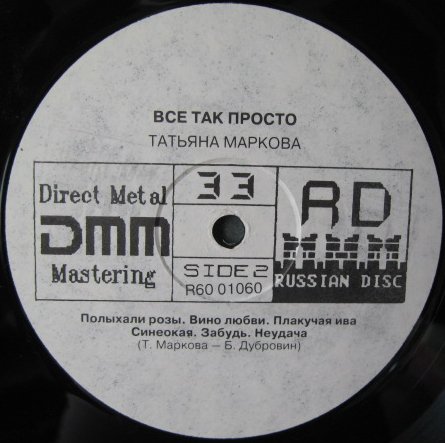 ВСЕ ТАК ПРОСТО
ТАТЬЯНА МАРКОВА
Direct Metal
DMM
Mastering
33
SIDE 2
R60 01060
RD
RUSSIAN DISC
Полыхали розы. Вино любви. Плакучая ива
Синеокая. Забудь. Неудача
(Т. Маркова — Б. Дубровин)